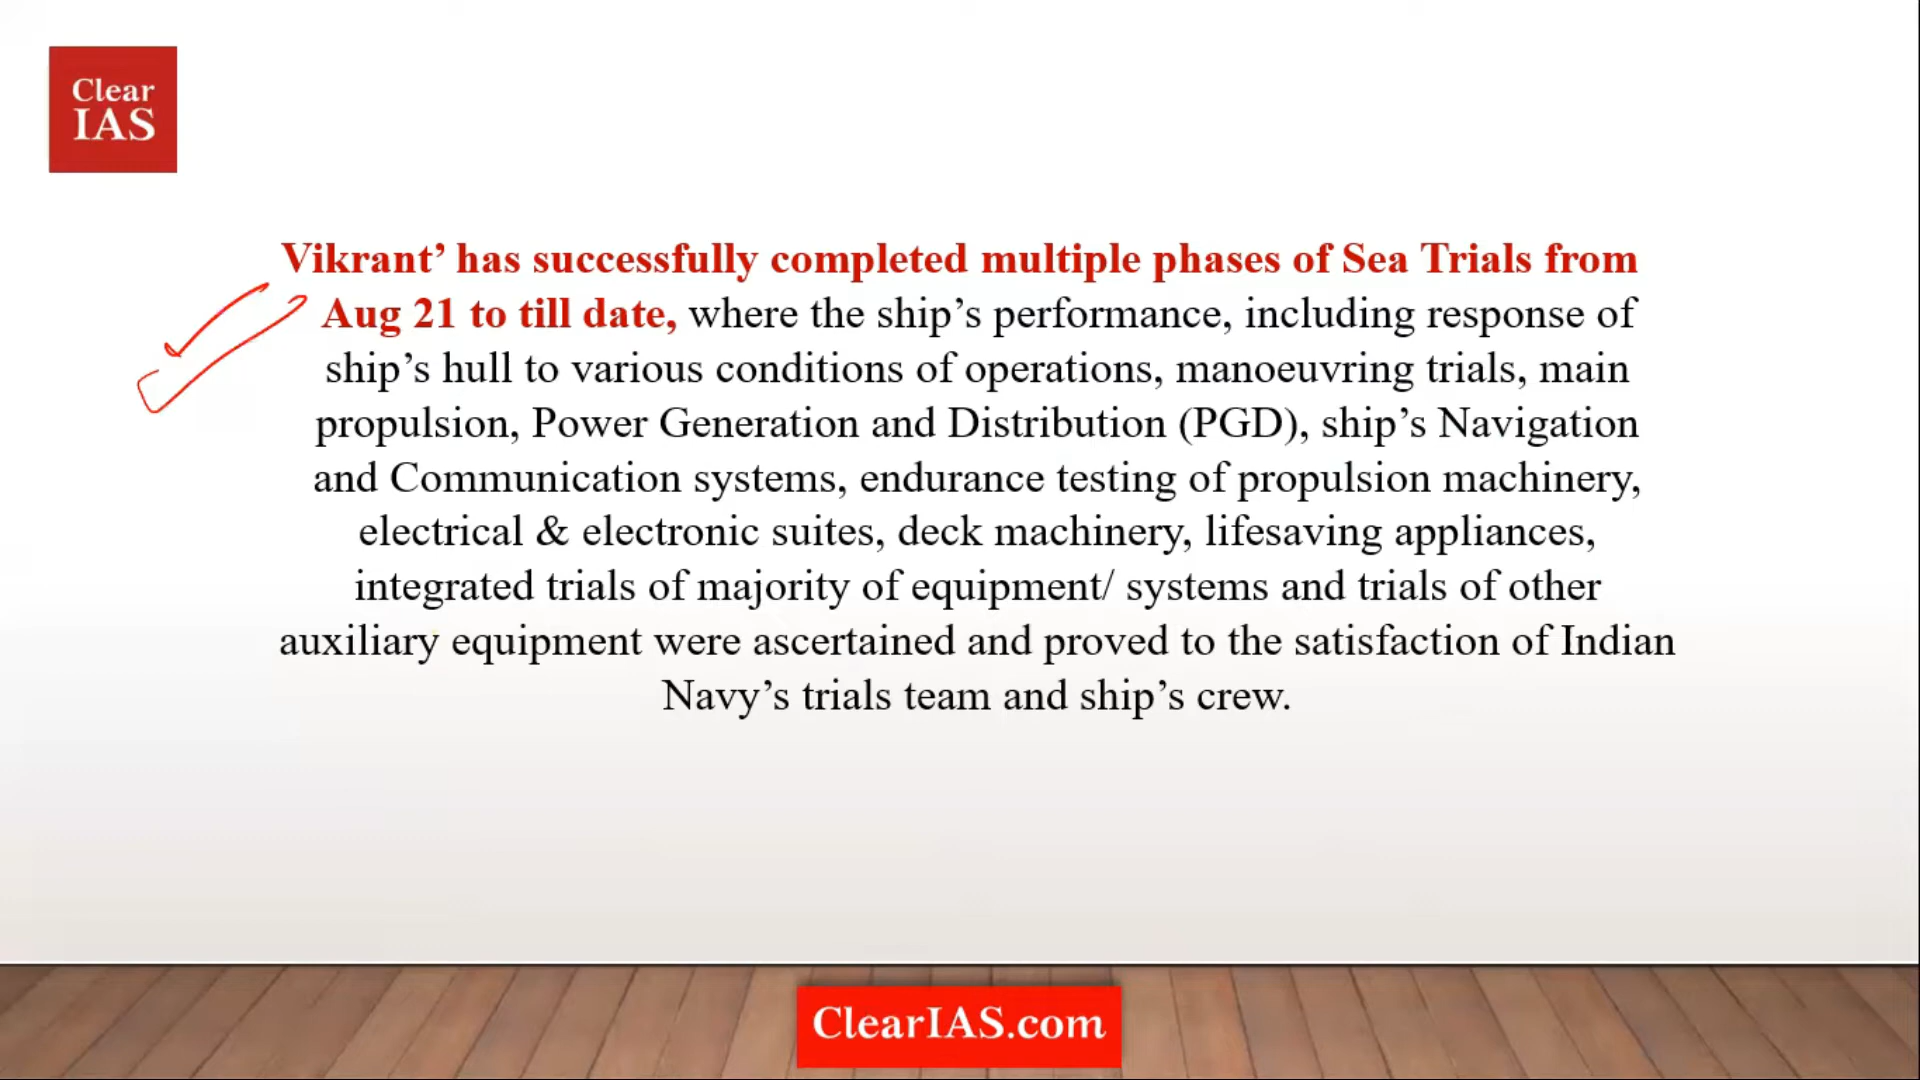 Clear
IAS
Vikrant’ has successfully completed multiple phases of Sea Trials from
Aug 21 to till date, where the ship’s performance, including response of
ship’s hull to various conditions of operations, manoeuvring trials, main
propulsion, Power Generation and Distribution (PGD), ship’s Navigation
and Communication systems, endurance testing of propulsion machinery,
electrical & electronic suites, deck machinery, lifesaving appliances,
integrated trials of majority of equipment/ systems and trials of other
auxiliary equipment were ascertained and proved to the satisfaction of Indian
Navy’s trials team and ship’s crew.
ClearIAS.com